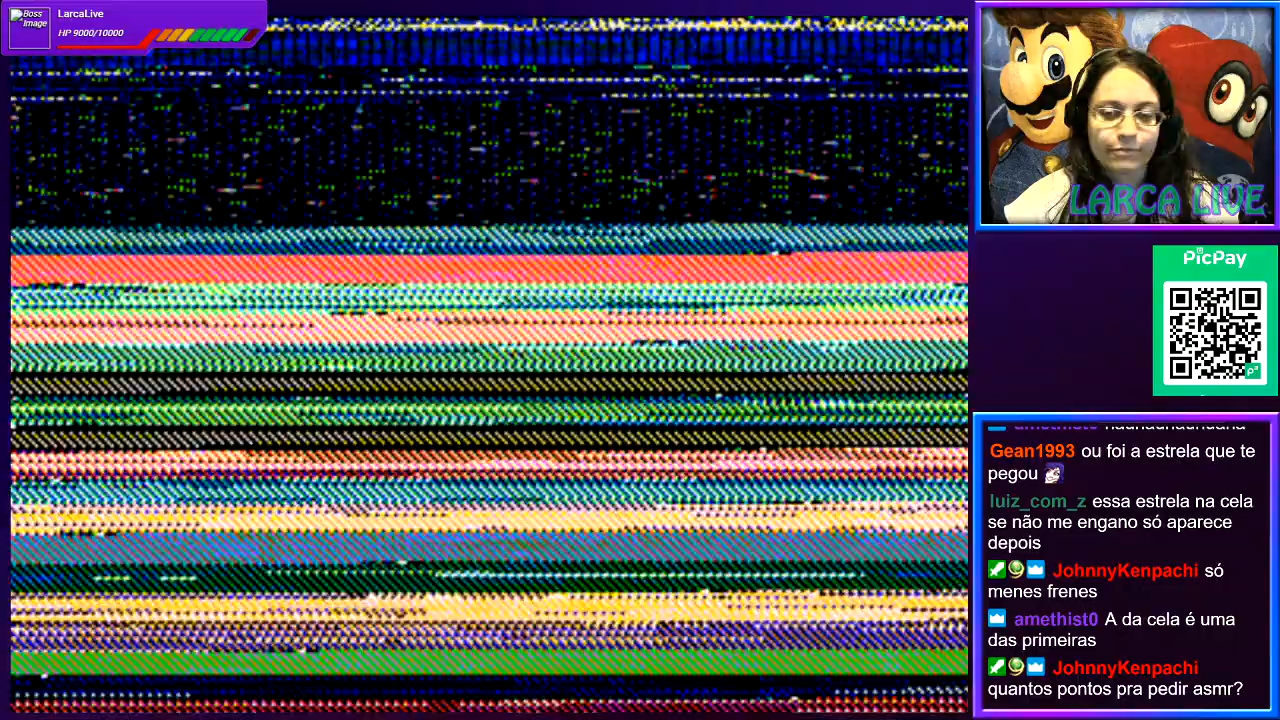 Boss
Image
LarcaLive
HP 9000/10000
LARCA LIVE
PicPay
Gean1993 ou foi a estrela que te
pegou
luiz_com_z essa estrela na cela
se não me engano só aparece
depois
JohnnyKenpachi só
menes frenes
amethist0 A da cela é uma
das primeiras
JohnnyKenpachi
quantos pontos pra pedir asmr?